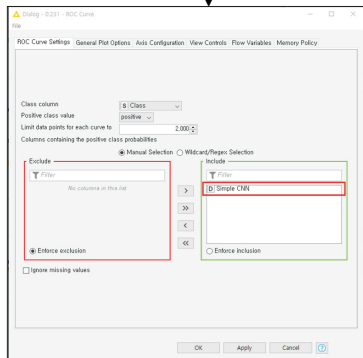 Dialog - 0:331 - ROC Curve
File
ROC Curve Settings General Plot Options Axis Configuration View Controls Flow Variables Memory Policy
Class column S Class
Positive class value positive
Limit data points for each curve to 2.000
Columns containing the positive class probabilities
Manual Selection Wildcard/Regex Selection
Exclude Include
Filter Filter
No columns in this list D Simple CNN
>
>>
<
<<
Enforce exclusion Enforce inclusion
Ignore missing values
OK Apply Cancel ?